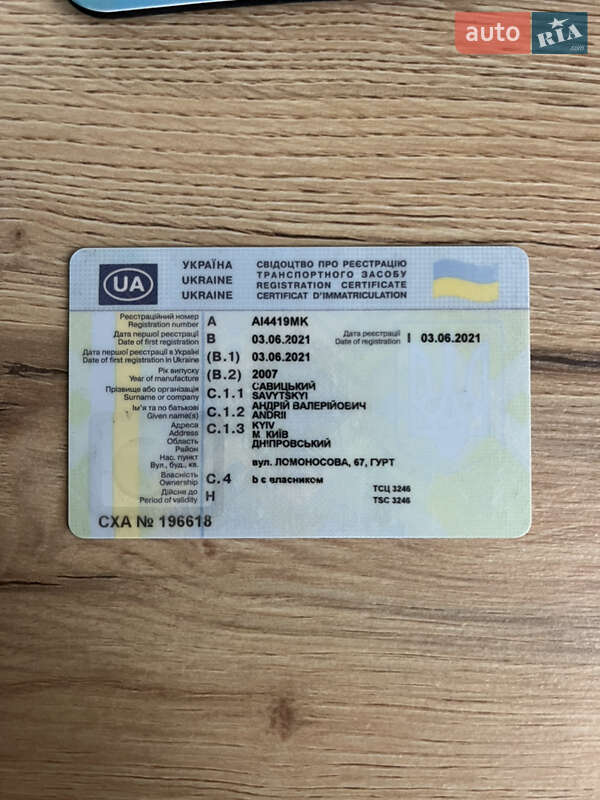 auto RIA.com
УКРАЇНА
UKRAINE
UKRAINE
СВІДОЦТВО ПРО РЕЄСТРАЦІЮ
ТРАНСПОРТНОГО ЗАСОБУ
REGISTRATION CERTIFICATE
CERTIFICAT D'IMMATRICULATION
UA
Реєстраційний номер
Registration number
A AI4419MK
Дата першої реєстрації
Date of first registration
B 03.06.2021
Дата реєстрації
Date of registration
I 03.06.2021
Дата першої реєстрації в Україні
Date of first registration in Ukraine
(B.1) 03.06.2021
Рік випуску
Year of manufacture
(B.2) 2007
Прізвище або організація
Surname or company
C.1.1 САВИЦЬКИЙ
SAVYTSKYI
Ім'я та по батькові
Given name(s)
C.1.2 АНДРІЙ ВАЛЕРІЙОВИЧ
ANDRII
Адреса
Address
C.1.3 KYIV
М. КИЇВ
Область
ДНІПРОВСЬКИЙ
Район
Нас. пункт
Вул., буд., кв.
вул. ЛОМОНОСОВА, 67, ГУРТ
Власність
Ownership
C.4 b є власником
Дійсне до
Period of validity
H
ТСЦ 3246
TSC 3246
СХА № 196618